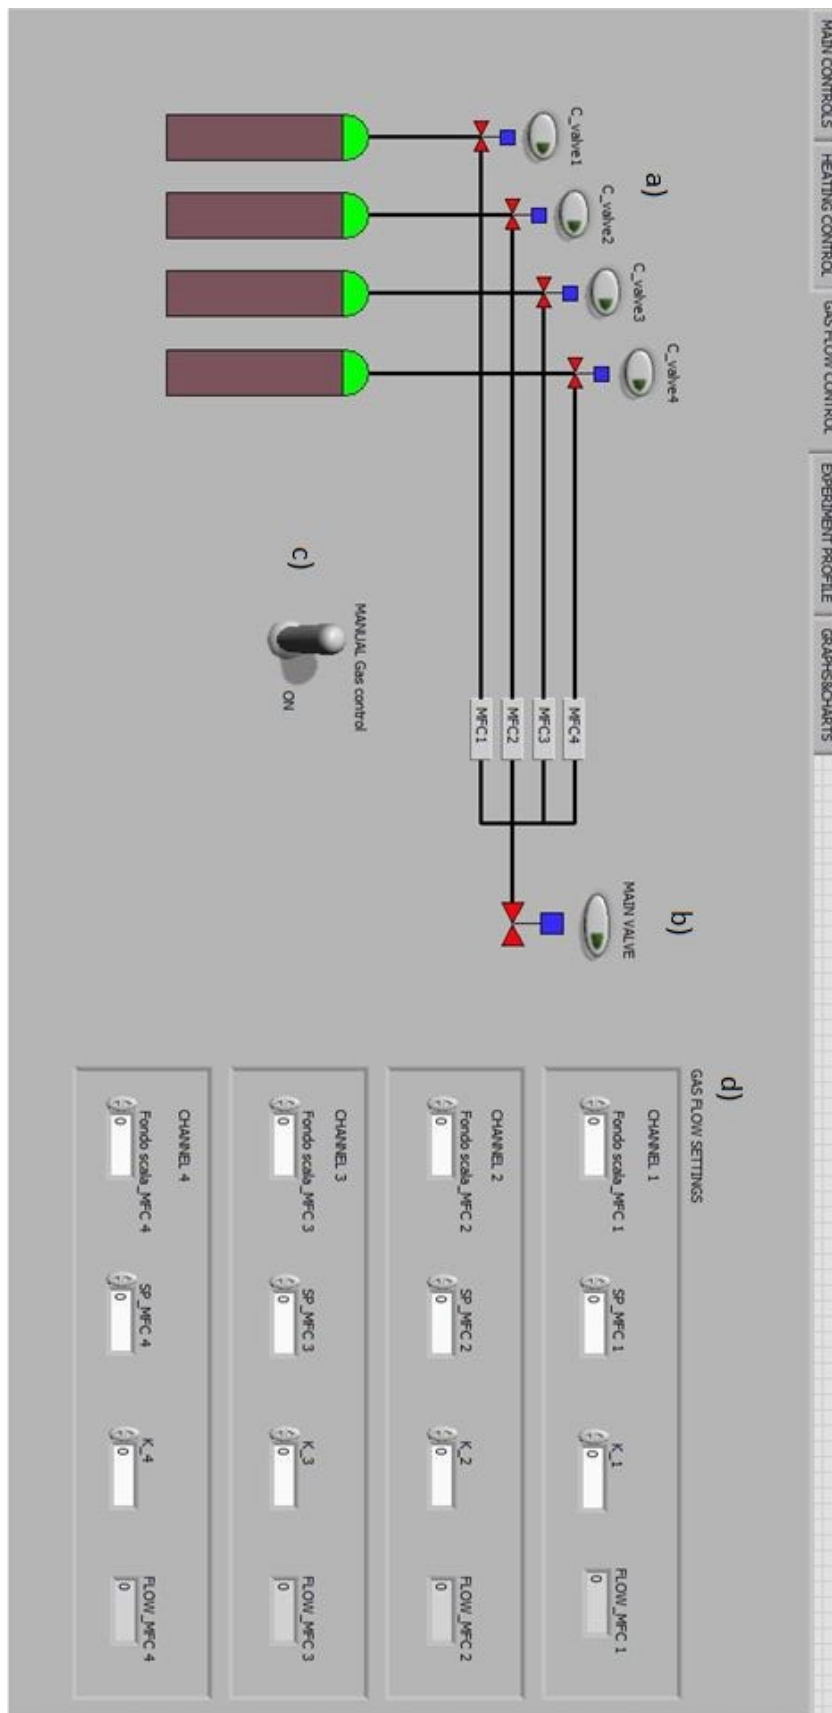 MAIN CONTROLS
HEATING CONTROL
GAS FLOW CONTROL
EXPERIMENT PROFILE
GRAPHS&CHARTS
a)
C_valve1
C_valve2
C_valve3
C_valve4
b)
MAIN VALVE
MFC4
MFC3
MFC2
MFC1
c)
MANUAL Gas control
ON
d)
GAS FLOW SETTINGS
CHANNEL 1
Fondo scala_MFC 1
0
SP_MFC 1
0
K_1
0
FLOW_MFC 1
0
CHANNEL 2
Fondo scala_MFC 2
0
SP_MFC 2
0
K_2
0
FLOW_MFC 2
0
CHANNEL 3
Fondo scala_MFC 3
0
SP_MFC 3
0
K_3
0
FLOW_MFC 3
0
CHANNEL 4
Fondo scala_MFC 4
0
SP_MFC 4
0
K_4
0
FLOW_MFC 4
0